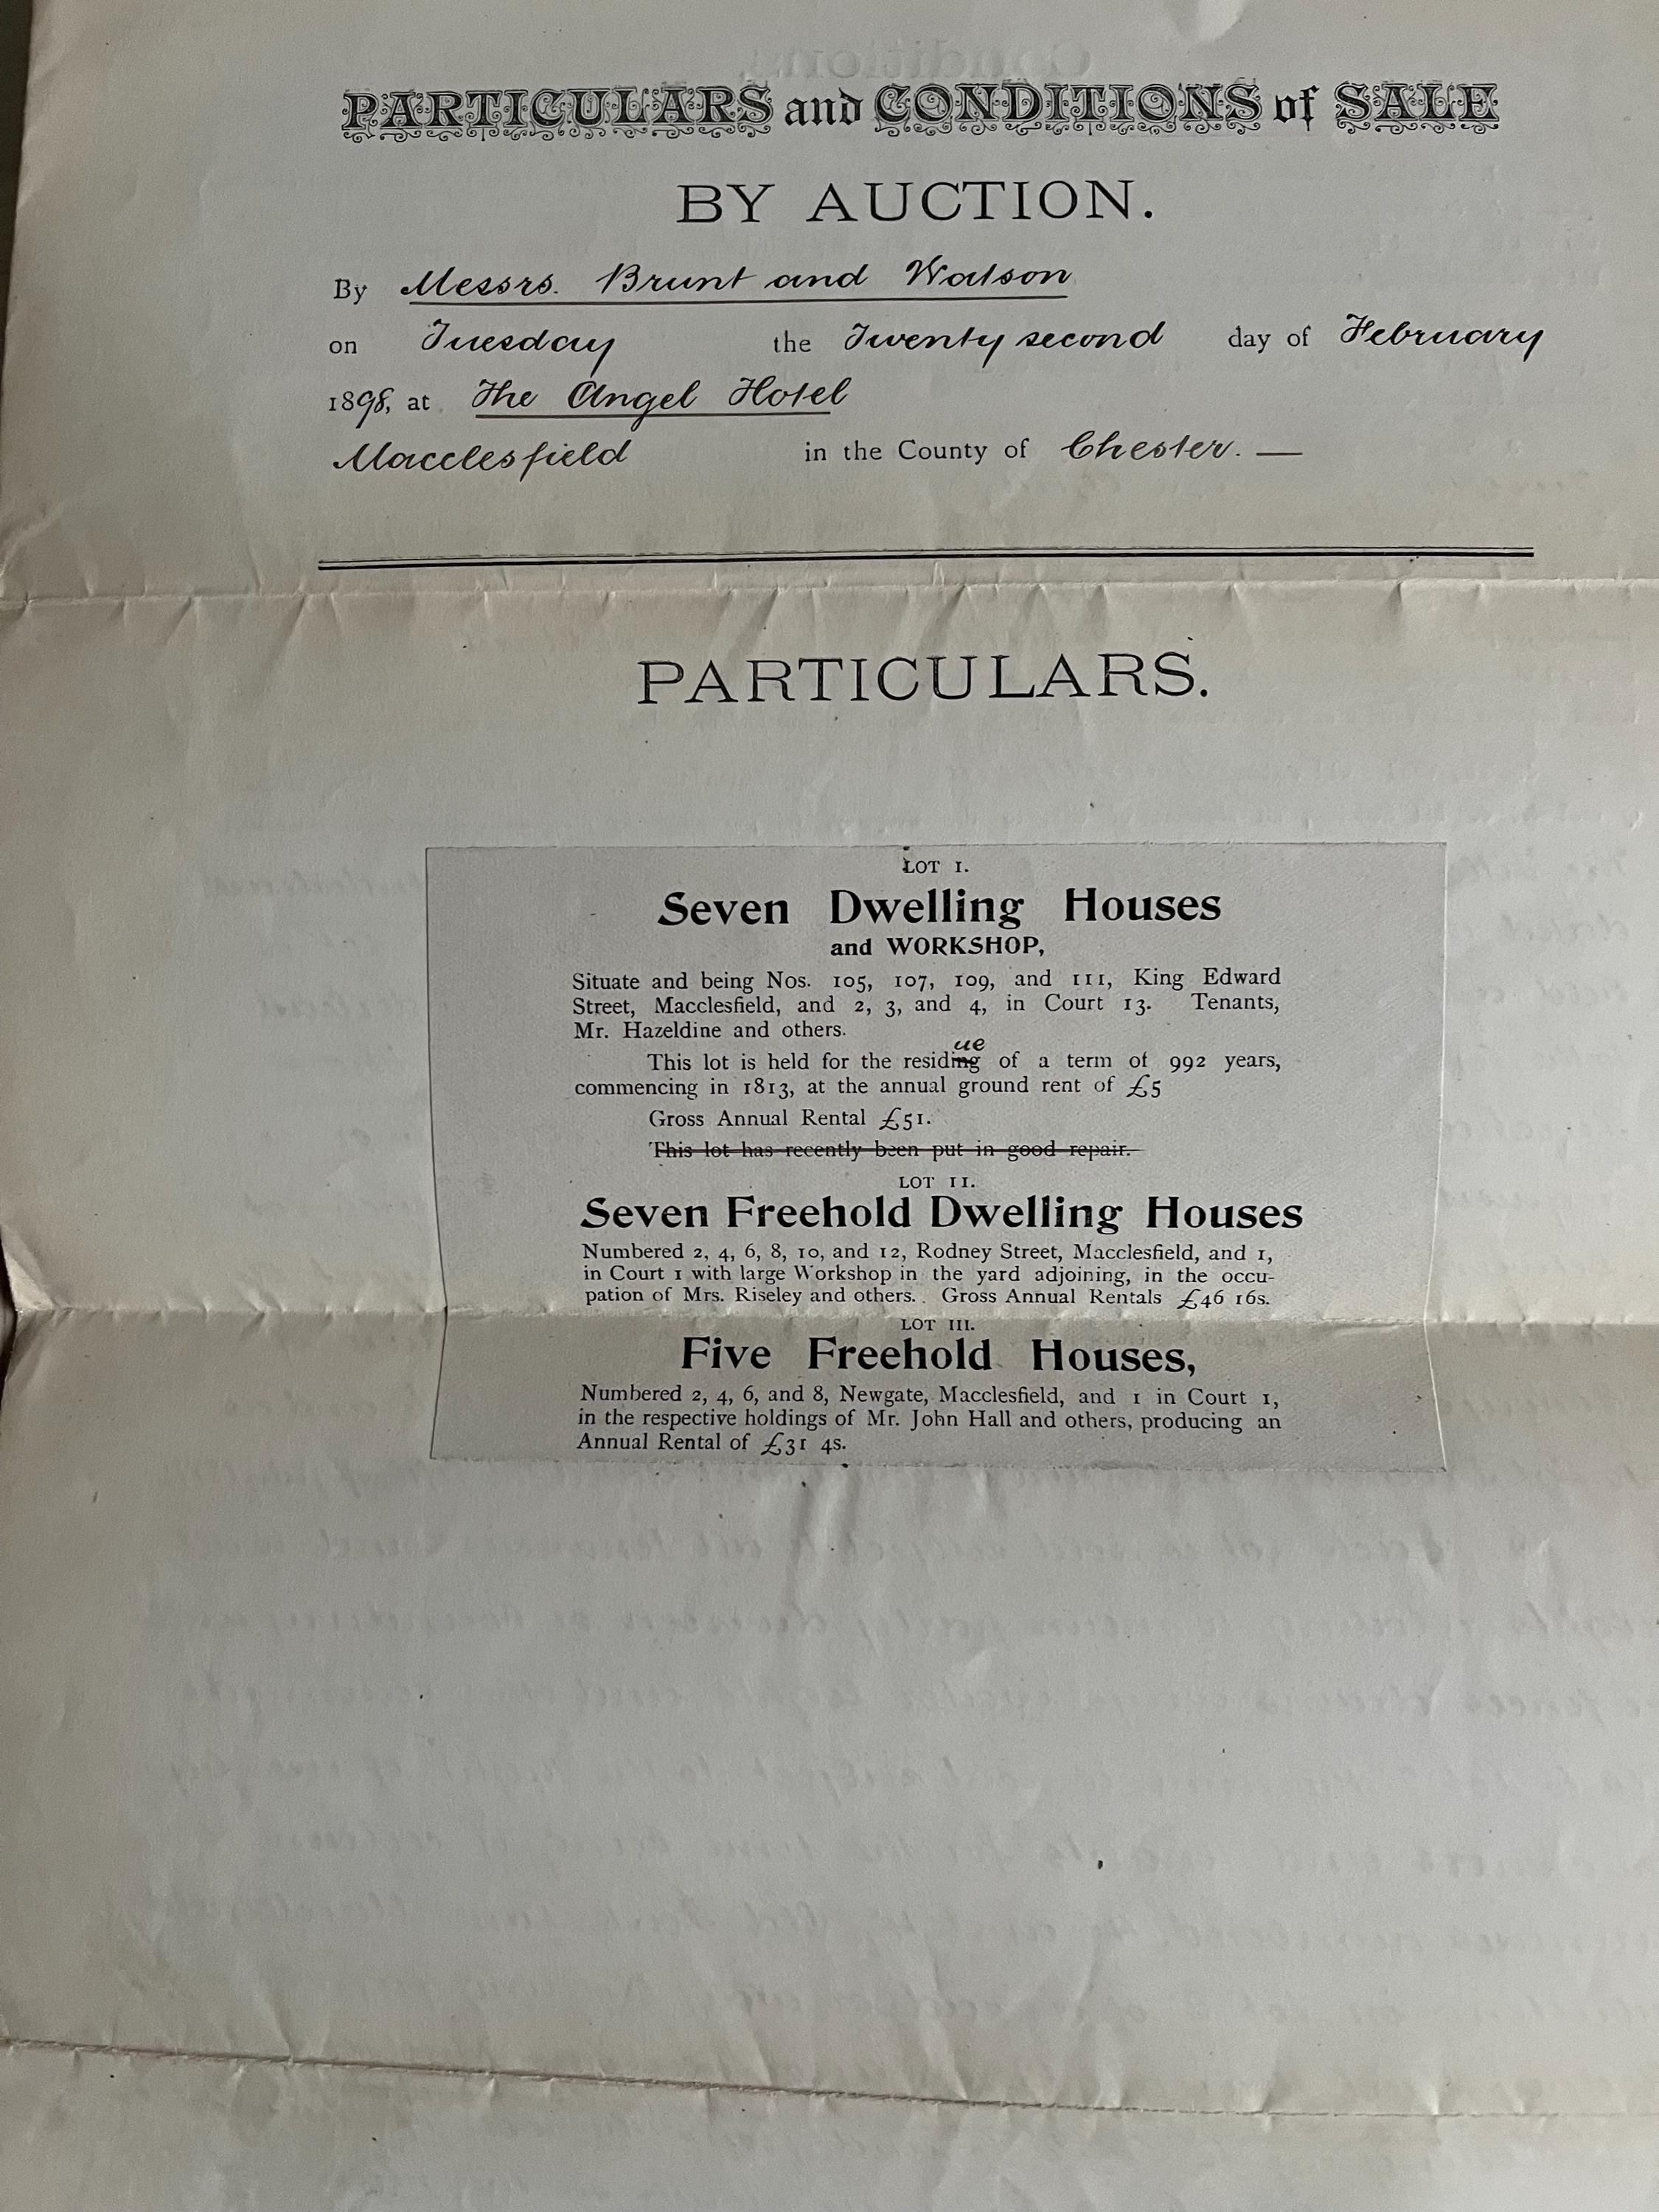 PARTICULARS and CONDITIONS of SALE
BY AUCTION.
By Messrs. Brunt and Watson
on Tuesday the Twenty second day of February
1898, at The Angel Hotel
Macclesfield in the County of Chester. —
PARTICULARS.
LOT I.
Seven Dwelling Houses
and WORKSHOP,
Situate and being Nos. 105, 107, 109, and 111, King Edward
Street, Macclesfield, and 2, 3, and 4, in Court 13. Tenants,
Mr. Hazeldine and others.
ue
This lot is held for the residing of a term of 992 years,
commencing in 1813, at the annual ground rent of £5
Gross Annual Rental £51.
This lot has recently been put in good repair.
LOT II.
Seven Freehold Dwelling Houses
Numbered 2, 4, 6, 8, 10, and 12, Rodney Street, Macclesfield, and 1,
in Court 1 with large Workshop in the yard adjoining, in the occu-
pation of Mrs. Riseley and others. Gross Annual Rentals £46 16s.
LOT III.
Five Freehold Houses,
Numbered 2, 4, 6, and 8, Newgate, Macclesfield, and 1 in Court 1,
in the respective holdings of Mr. John Hall and others, producing an
Annual Rental of £31 4s.